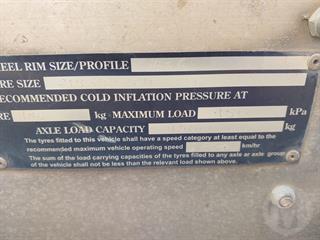 EEL RIM SIZE/PROFILE
RE SIZE
ECOMMENDED COLD INFLATION PRESSURE AT
RE kg - MAXIMUM LOAD kPa
AXLE LOAD CAPACITY kg
The tyres fitted to this vehicle shall have a speed category at least equal to the
recommended maximum vehicle operating speed km/hr
The sum of the load carrying capacities of the tyres fitted to any axle or axle group
of the vehicle shall not be less than the relevant load shown above.